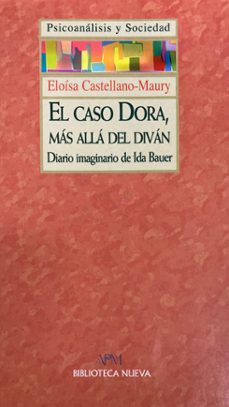 Psicoanálisis y Sociedad
Eloísa Castellano-Maury
EL CASO DORA,
MÁS ALLÁ DEL DIVÁN
Diario imaginario de Ida Bauer
BIBLIOTECA NUEVA